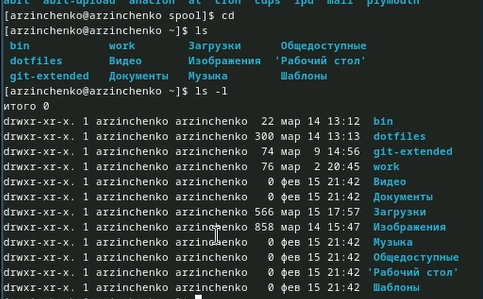 abrt  abrt-upload  anacron  at  cron  cups  lpd  mail  plymouth
[arzinchenko@arzinchenko spool]$ cd
[arzinchenko@arzinchenko ~]$ ls
bin work Загрузки Общедоступные
dotfiles Видео Изображения 'Рабочий стол'
git-extended Документы Музыка Шаблоны
[arzinchenko@arzinchenko ~]$ ls -l
итого 0
drwxr-xr-x. 1 arzinchenko arzinchenko 22 мар 14 13:12 bin
drwxr-xr-x. 1 arzinchenko arzinchenko 300 мар 14 13:13 dotfiles
drwxr-xr-x. 1 arzinchenko arzinchenko 74 мар 9 14:56 git-extended
drwxr-xr-x. 1 arzinchenko arzinchenko 76 мар 2 20:45 work
drwxr-xr-x. 1 arzinchenko arzinchenko 0 фев 15 21:42 Видео
drwxr-xr-x. 1 arzinchenko arzinchenko 0 фев 15 21:42 Документы
drwxr-xr-x. 1 arzinchenko arzinchenko 566 мар 15 17:57 Загрузки
drwxr-xr-x. 1 arzinchenko arzinchenko 858 мар 14 15:47 Изображения
drwxr-xr-x. 1 arzinchenko arzinchenko 0 фев 15 21:42 Музыка
drwxr-xr-x. 1 arzinchenko arzinchenko 0 фев 15 21:42 Общедоступные
drwxr-xr-x. 1 arzinchenko arzinchenko 0 фев 15 21:42 'Рабочий стол'
drwxr-xr-x. 1 arzinchenko arzinchenko 0 фев 15 21:42 Шаблоны